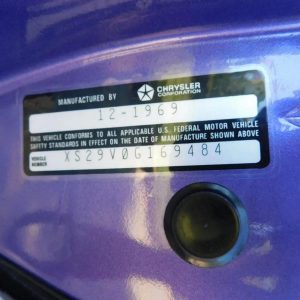 MANUFACTURED BY CHRYSLER CORPORATION
12-1969
THIS VEHICLE CONFORMS TO ALL APPLICABLE U.S. FEDERAL MOTOR VEHICLE
SAFETY STANDARDS IN EFFECT ON THE DATE OF MANUFACTURE SHOWN ABOVE
VEHICLE NUMBER XS29V0G169484